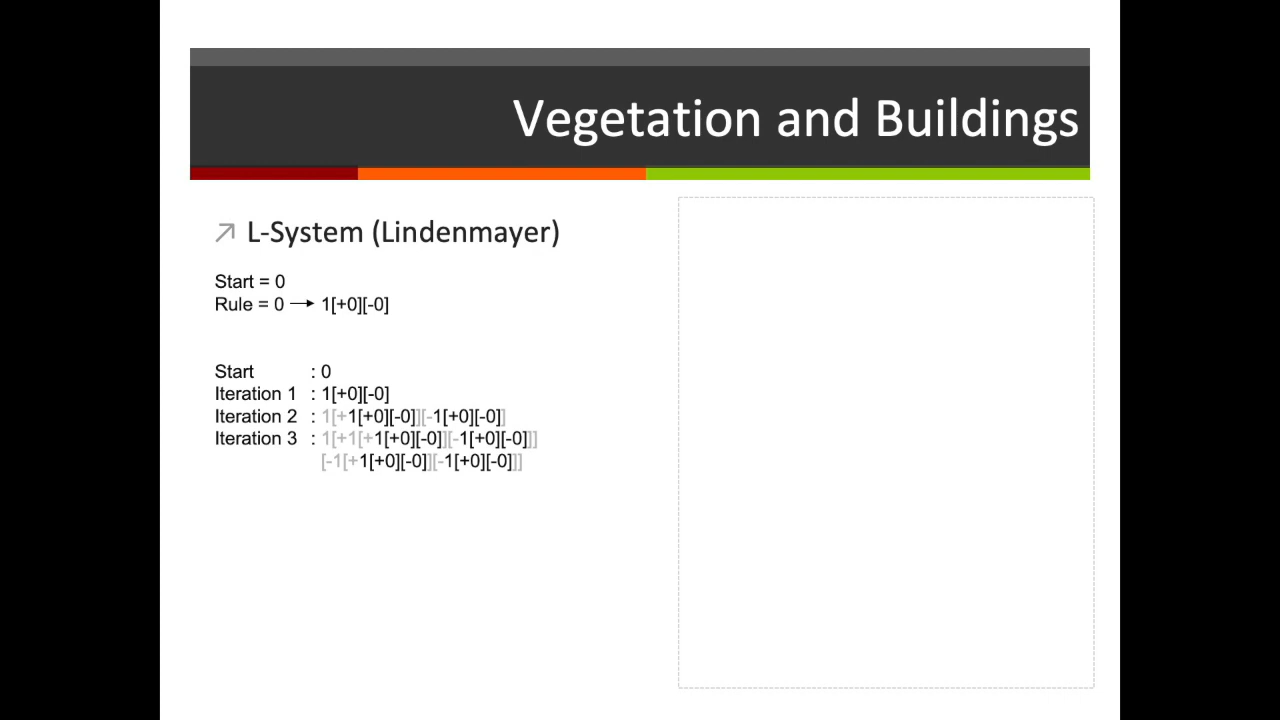 Vegetation and Buildings
L-System (Lindenmayer)
Start = 0
Rule = 0 → 1[+0][-0]
Start : 0
Iteration 1 : 1[+0][-0]
Iteration 2 : 1[+1[+0][-0]][-1[+0][-0]]
Iteration 3 : 1[+1[+1[+0][-0]][-1[+0][-0]]]
[-1[+1[+0][-0]][-1[+0][-0]]]